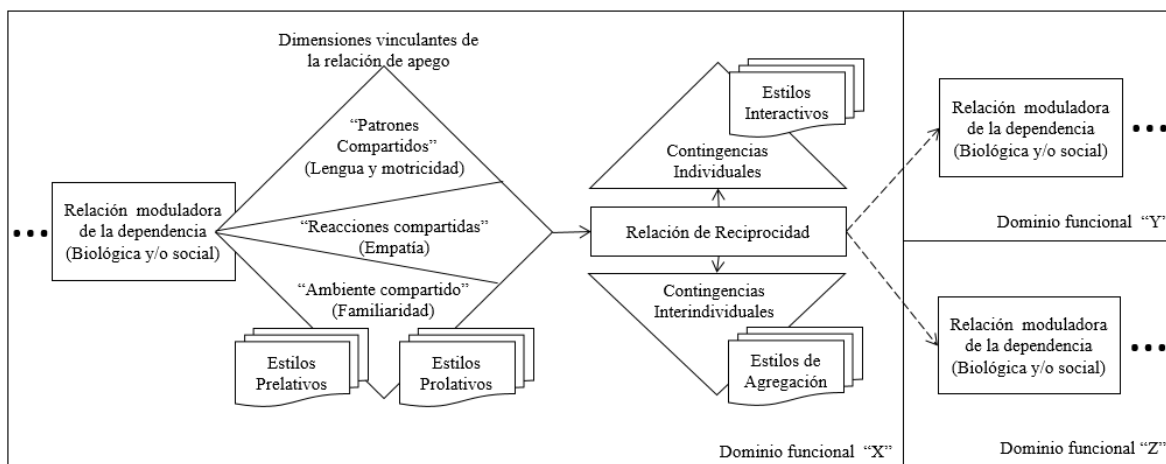 Dimensiones vinculantes de
la relación de apego
“Patrones
Compartidos”
(Lengua y motricidad)
Relación moduladora
de la dependencia
(Biológica y/o social)
“Reacciones compartidas”
(Empatía)
“Ambiente compartido”
(Familiaridad)
Estilos
Prelativos
Estilos
Prolativos
Estilos
Interactivos
Contingencias
Individuales
Relación de Reciprocidad
Contingencias
Interindividuales
Estilos de
Agregación
Dominio funcional “X”
Relación moduladora
de la dependencia
(Biológica y/o social)
Dominio funcional “Y”
Relación moduladora
de la dependencia
(Biológica y/o social)
Dominio funcional “Z”